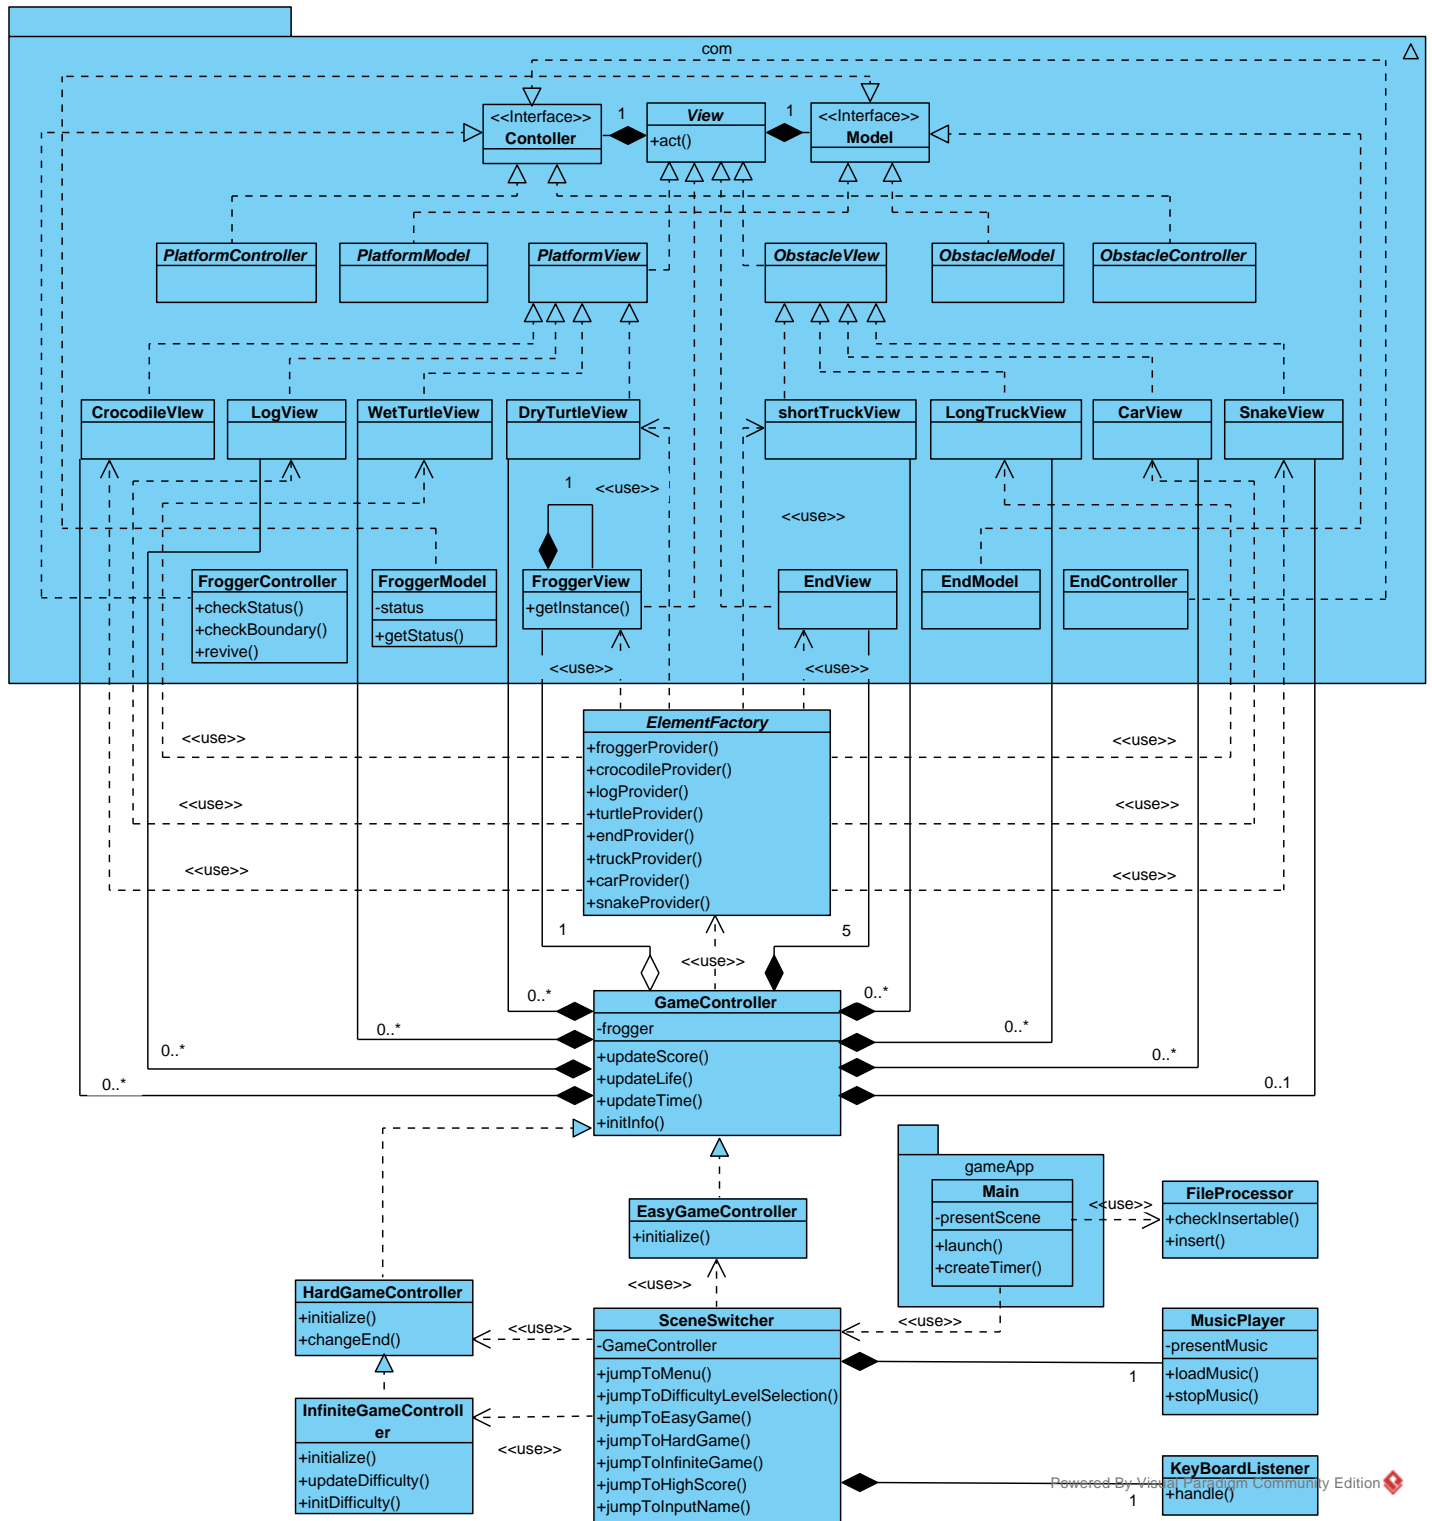 com
<<Interface>>
Contoller
1
View
+act()
1
<<Interface>>
Model
PlatformController
PlatformModel
PlatformView
ObstacleVIew
ObstacleModel
ObstacleController
CrocodileVIew
LogView
WetTurtleView
DryTurtleView
shortTruckView
LongTruckView
CarView
SnakeView
1
<<use>>
<<use>>
FroggerController
+checkStatus()
+checkBoundary()
+revive()
FroggerModel
-status
+getStatus()
FroggerView
+getInstance()
EndView
EndModel
EndController
<<use>>
<<use>>
ElementFactory
+froggerProvider()
+crocodileProvider()
+logProvider()
+turtleProvider()
+endProvider()
+truckProvider()
+carProvider()
+snakeProvider()
<<use>>
<<use>>
<<use>>
<<use>>
<<use>>
<<use>>
1
5
<<use>>
0..*
0..*
0..*
0..*
0..*
0..*
0..*
0..1
GameController
-frogger
+updateScore()
+updateLife()
+updateTime()
+initInfo()
EasyGameController
+initialize()
gameApp
Main
-presentScene
+launch()
+createTimer()
<<use>>
FileProcessor
+checkInsertable()
+insert()
<<use>>
HardGameController
+initialize()
+changeEnd()
<<use>>
<<use>>
SceneSwitcher
-GameController
+jumpToMenu()
+jumpToDifficultyLevelSelection()
+jumpToEasyGame()
+jumpToHardGame()
+jumpToInfiniteGame()
+jumpToHighScore()
+jumpToInputName()
MusicPlayer
-presentMusic
+loadMusic()
+stopMusic()
1
InfiniteGameControll
er
+initialize()
+updateDifficulty()
+initDifficulty()
<<use>>
KeyBoardListener
+handle()
1
Powered By Visual Paradigm Community Edition